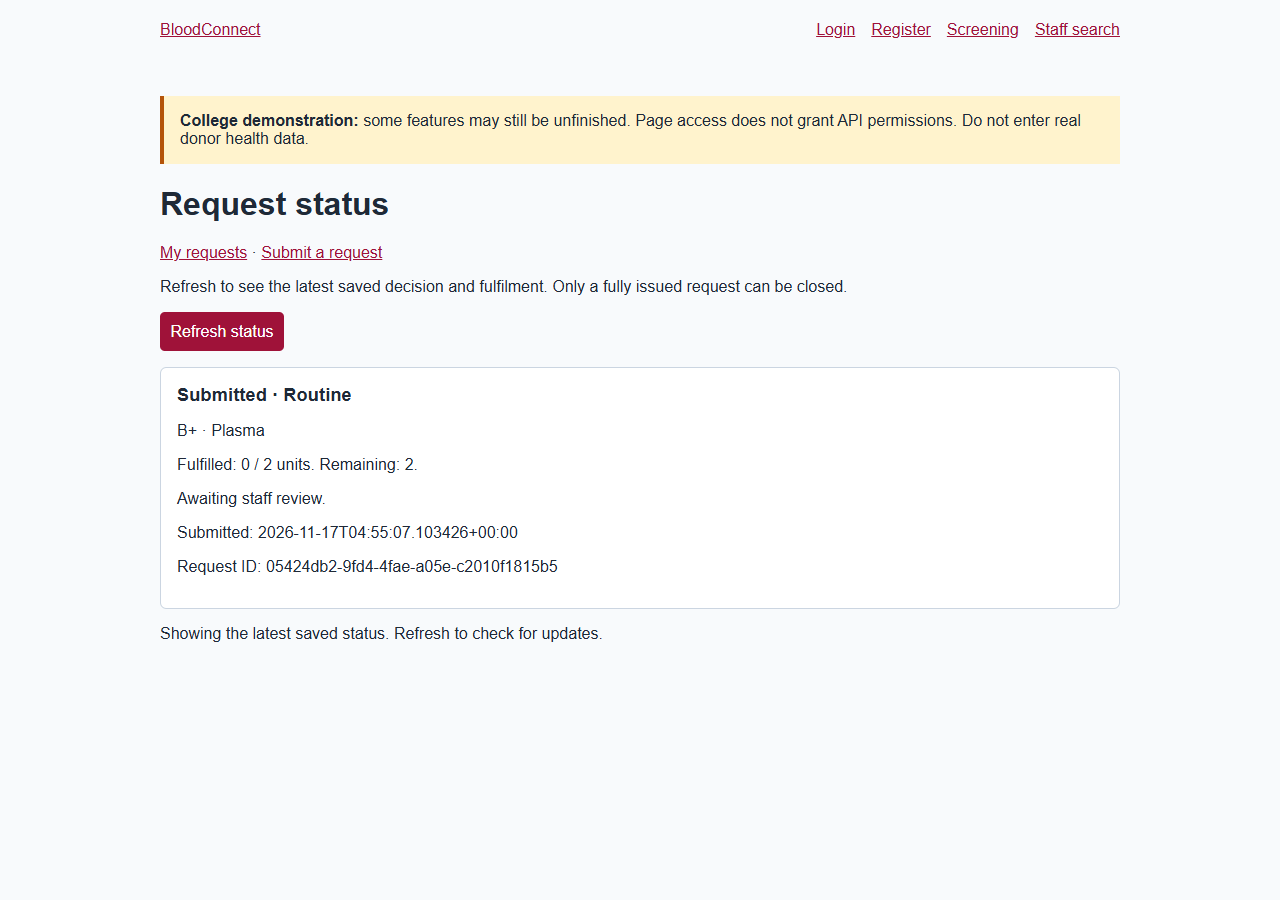 BloodConnect
Login Register Screening Staff search
College demonstration: some features may still be unfinished. Page access does not grant API permissions. Do not enter real
donor health data.
Request status
My requests · Submit a request
Refresh to see the latest saved decision and fulfilment. Only a fully issued request can be closed.
Refresh status
Submitted · Routine
B+ · Plasma
Fulfilled: 0 / 2 units. Remaining: 2.
Awaiting staff review.
Submitted: 2026-11-17T04:55:07.103426+00:00
Request ID: 05424db2-9fd4-4fae-a05e-c2010f1815b5
Showing the latest saved status. Refresh to check for updates.